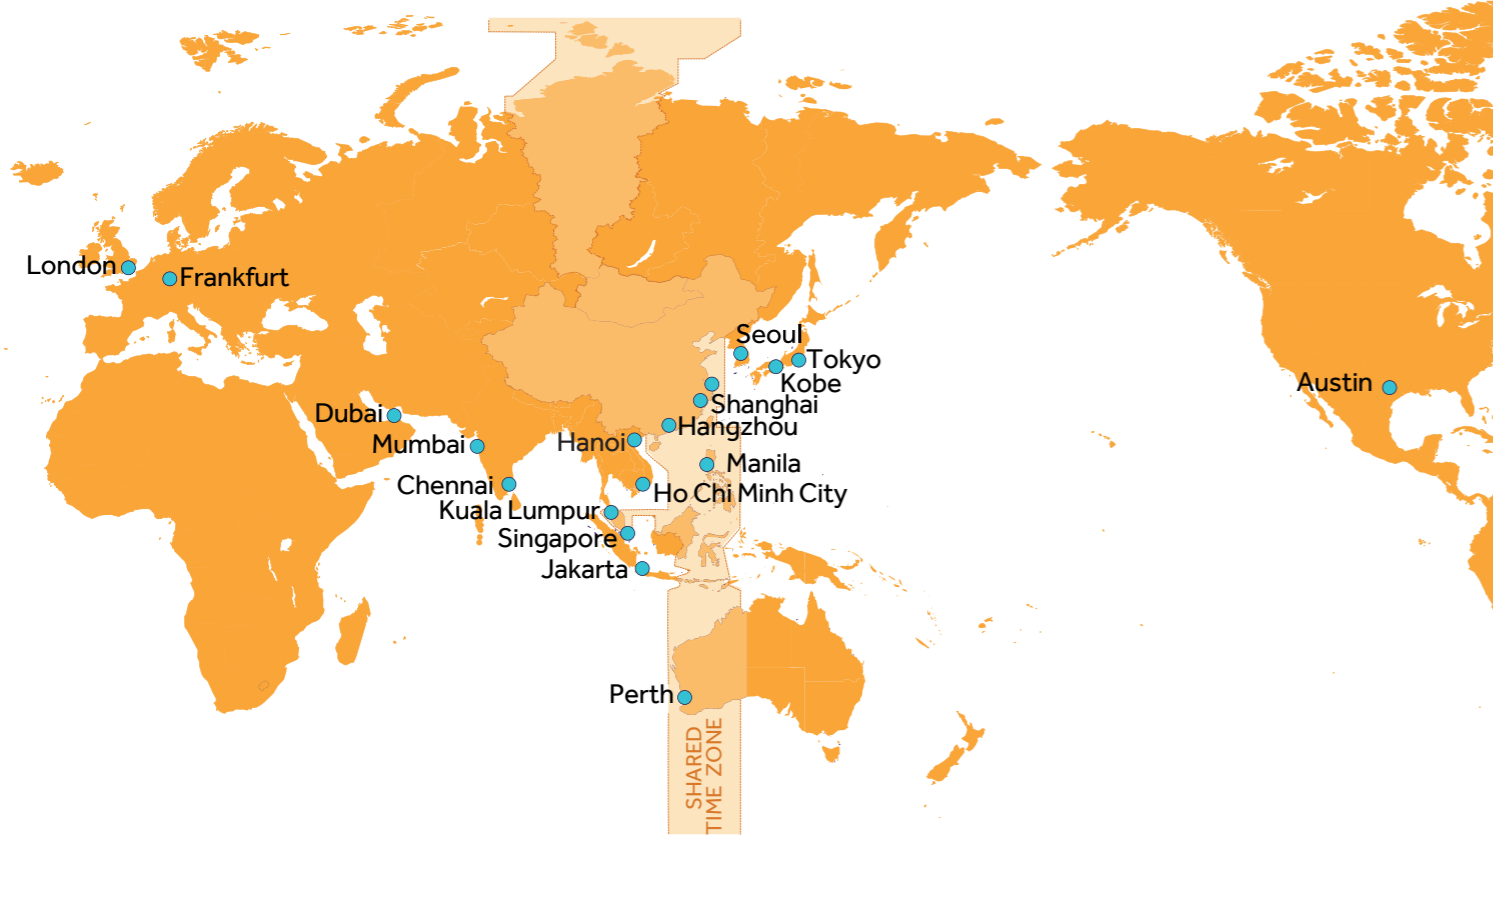 London
Frankfurt
Seoul
Tokyo
Kobe
Austin
Shanghai
Dubai
Hangzhou
Mumbai
Hanoi
Manila
Chennai
Ho Chi Minh City
Kuala Lumpur
Singapore
Jakarta
Perth
SHARED
TIME ZONE